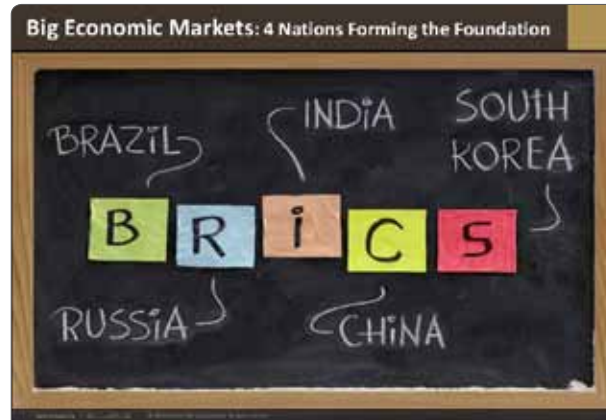 Big Economic Markets: 4 Nations Forming the Foundation
BRAZiL
iNDiA
SOUtH
KOREA
B R i C S
RUSSiA
CHiNA